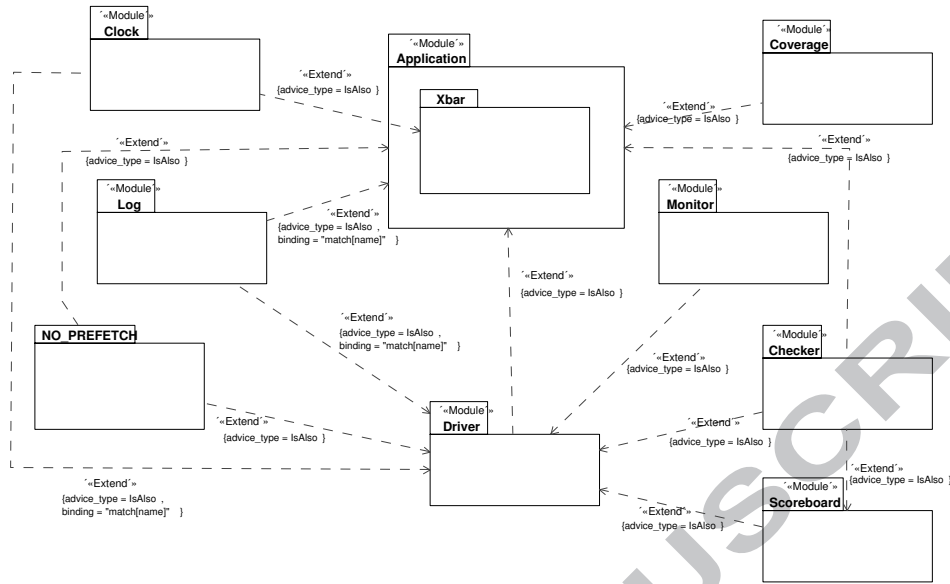 ´«Module´»
Clock
´«Module´»
Application
´«Module´»
Coverage
´«Extend´»
{advice_type = IsAlso }
Xbar
´«Extend´»
{advice_type = IsAlso }
´«Extend´»
{advice_type = IsAlso }
´«Extend´»
{advice_type = IsAlso }
´«Module´»
Log
´«Extend´»
{advice_type = IsAlso ,
binding = "match[name]" }
´«Module´»
Monitor
´«Extend´»
{advice_type = IsAlso }
´«Extend´»
{advice_type = IsAlso ,
binding = "match[name]" }
NO_PREFETCH
´«Extend´»
{advice_type = IsAlso }
´«Module´»
Checker
´«Module´»
Driver
´«Extend´»
{advice_type = IsAlso }
´«Extend´»
{advice_type = IsAlso }
´«Extend´»
{advice_type = IsAlso ,
binding = "match[name]" }
´«Extend´»
{advice_type = IsAlso }
´«Module´»
Scoreboard
´«Extend´»
{advice_type = IsAlso }
USCRI